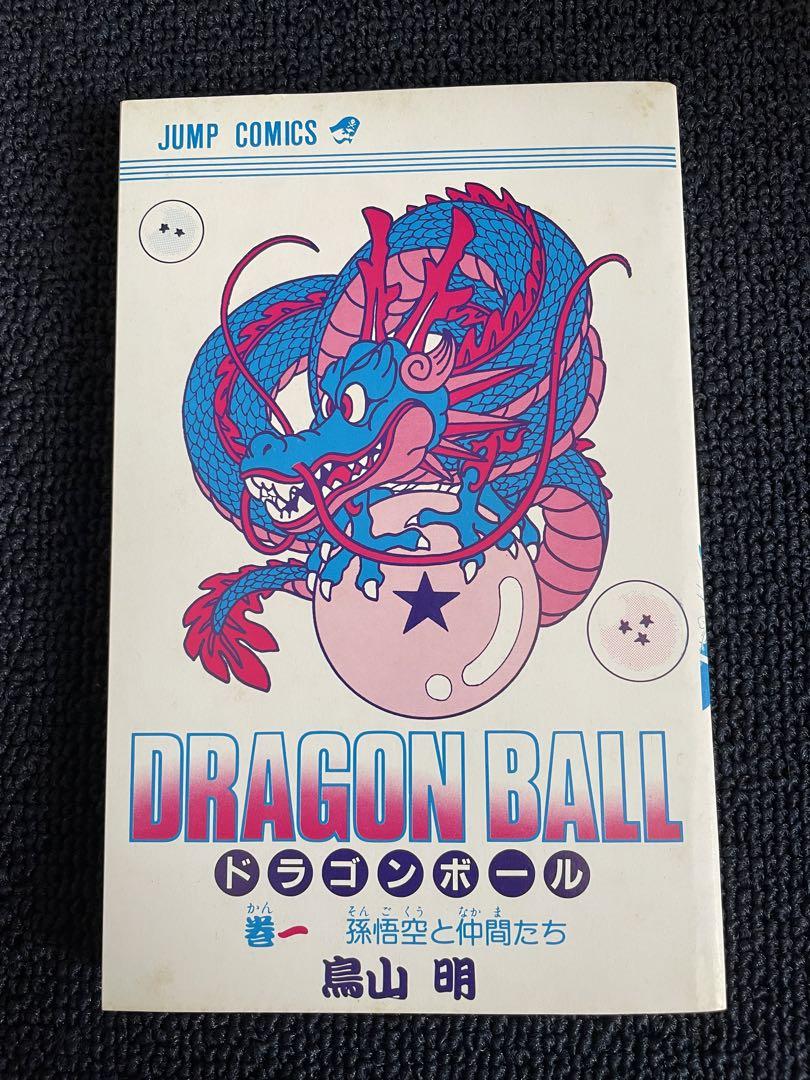 JUMP COMICS
DRAGON BALL
ドラゴンボール
かん そんごくう なかま
巻一 孫悟空と仲間たち
鳥山 明